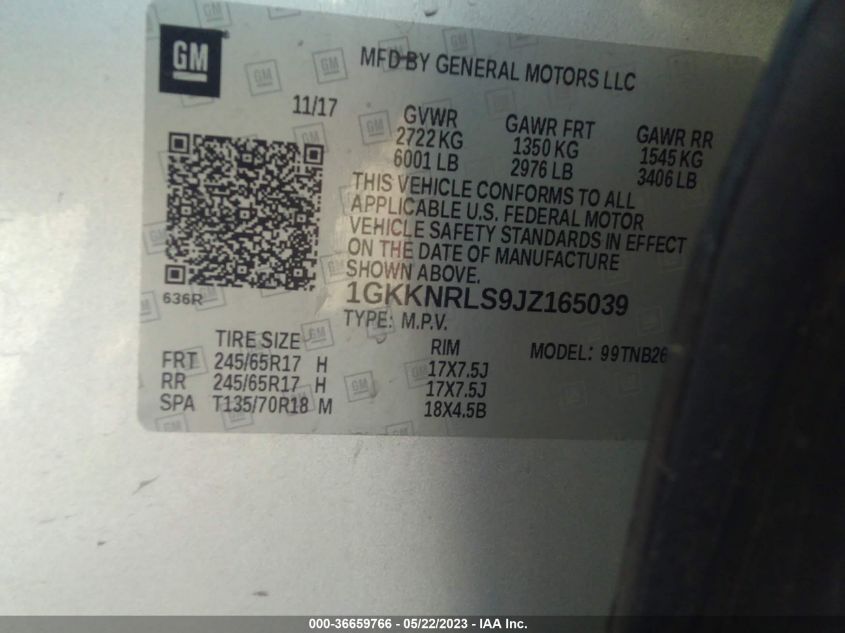 GM
MFD BY GENERAL MOTORS LLC
11/17
GVWR
2722 KG
6001 LB
GAWR FRT
1350 KG
2976 LB
GAWR RR
1545 KG
3406 LB
THIS VEHICLE CONFORMS TO ALL
APPLICABLE U.S. FEDERAL MOTOR
VEHICLE SAFETY STANDARDS IN EFFECT
ON THE DATE OF MANUFACTURE
SHOWN ABOVE.
636R
1GKKNRLS9JZ165039
TYPE: M.P.V.
TIRE SIZE RIM MODEL: 99TNB26
FRT 245/65R17 H 17X7.5J
RR 245/65R17 H 17X7.5J
SPA T135/70R18 M 18X4.5B
000-36659766 - 05/22/2023 - IAA Inc.